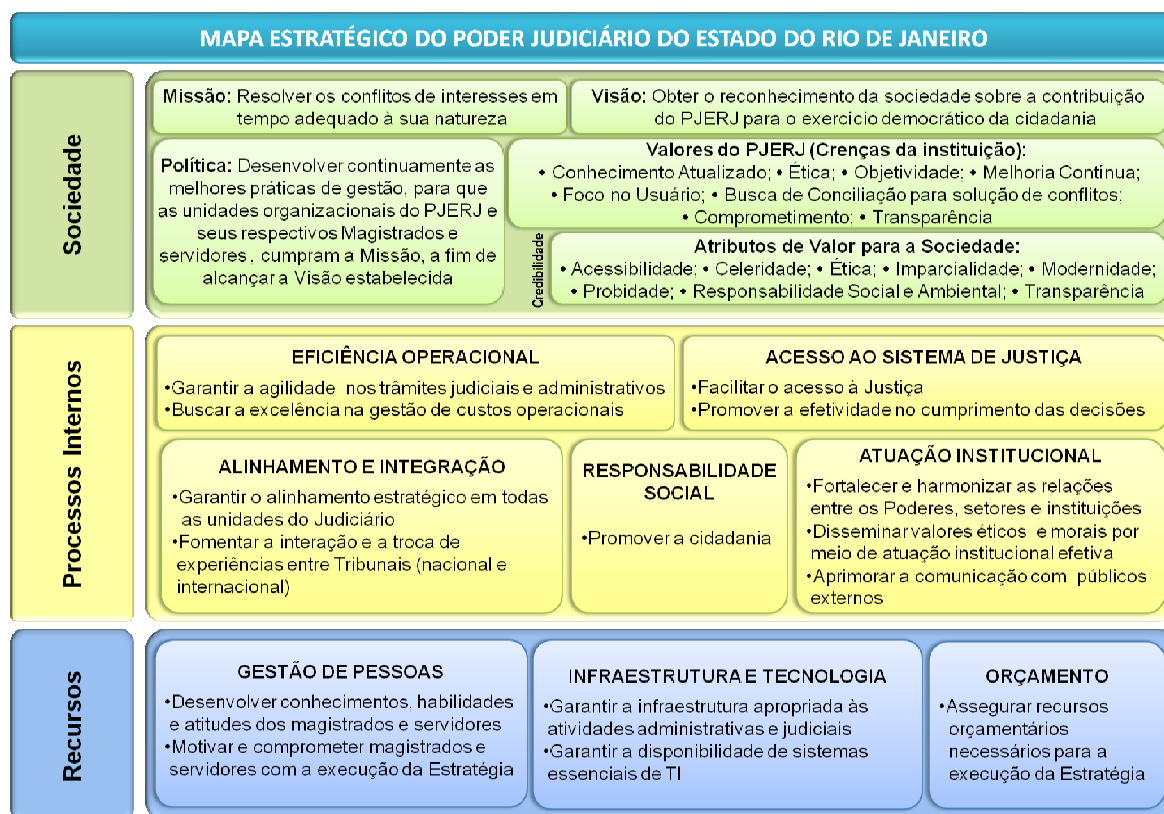 MAPA ESTRATÉGICO DO PODER JUDICIÁRIO DO ESTADO DO RIO DE JANEIRO
Sociedade
Missão: Resolver os conflitos de interesses em
tempo adequado à sua natureza
Visão: Obter o reconhecimento da sociedade sobre a contribuição
do PJERJ para o exercício democrático da cidadania
Política: Desenvolver continuamente as
melhores práticas de gestão, para que
as unidades organizacionais do PJERJ e
seus respectivos Magistrados e
servidores, cumpram a Missão, a fim de
alcançar a Visão estabelecida
Valores do PJERJ (Crenças da instituição):
• Conhecimento Atualizado; • Ética; • Objetividade; • Melhoria Contínua;
• Foco no Usuário; • Busca de Conciliação para solução de conflitos;
• Comprometimento; • Transparência
Credibilidade
Atributos de Valor para a Sociedade:
• Acessibilidade; • Celeridade; • Ética; • Imparcialidade; • Modernidade;
• Probidade; • Responsabilidade Social e Ambiental; • Transparência
Processos Internos
EFICIÊNCIA OPERACIONAL
•Garantir a agilidade nos trâmites judiciais e administrativos
•Buscar a excelência na gestão de custos operacionais
ACESSO AO SISTEMA DE JUSTIÇA
•Facilitar o acesso à Justiça
•Promover a efetividade no cumprimento das decisões
ALINHAMENTO E INTEGRAÇÃO
•Garantir o alinhamento estratégico em todas
as unidades do Judiciário
•Fomentar a interação e a troca de
experiências entre Tribunais (nacional e
internacional)
RESPONSABILIDADE
SOCIAL
•Promover a cidadania
ATUAÇÃO INSTITUCIONAL
•Fortalecer e harmonizar as relações
entre os Poderes, setores e instituições
•Disseminar valores éticos e morais por
meio de atuação institucional efetiva
•Aprimorar a comunicação com públicos
externos
Recursos
GESTÃO DE PESSOAS
•Desenvolver conhecimentos, habilidades
e atitudes dos magistrados e servidores
•Motivar e comprometer magistrados e
servidores com a execução da Estratégia
INFRAESTRUTURA E TECNOLOGIA
•Garantir a infraestrutura apropriada às
atividades administrativas e judiciais
•Garantir a disponibilidade de sistemas
essenciais de TI
ORÇAMENTO
•Assegurar recursos
orçamentários
necessários para a
execução da Estratégia